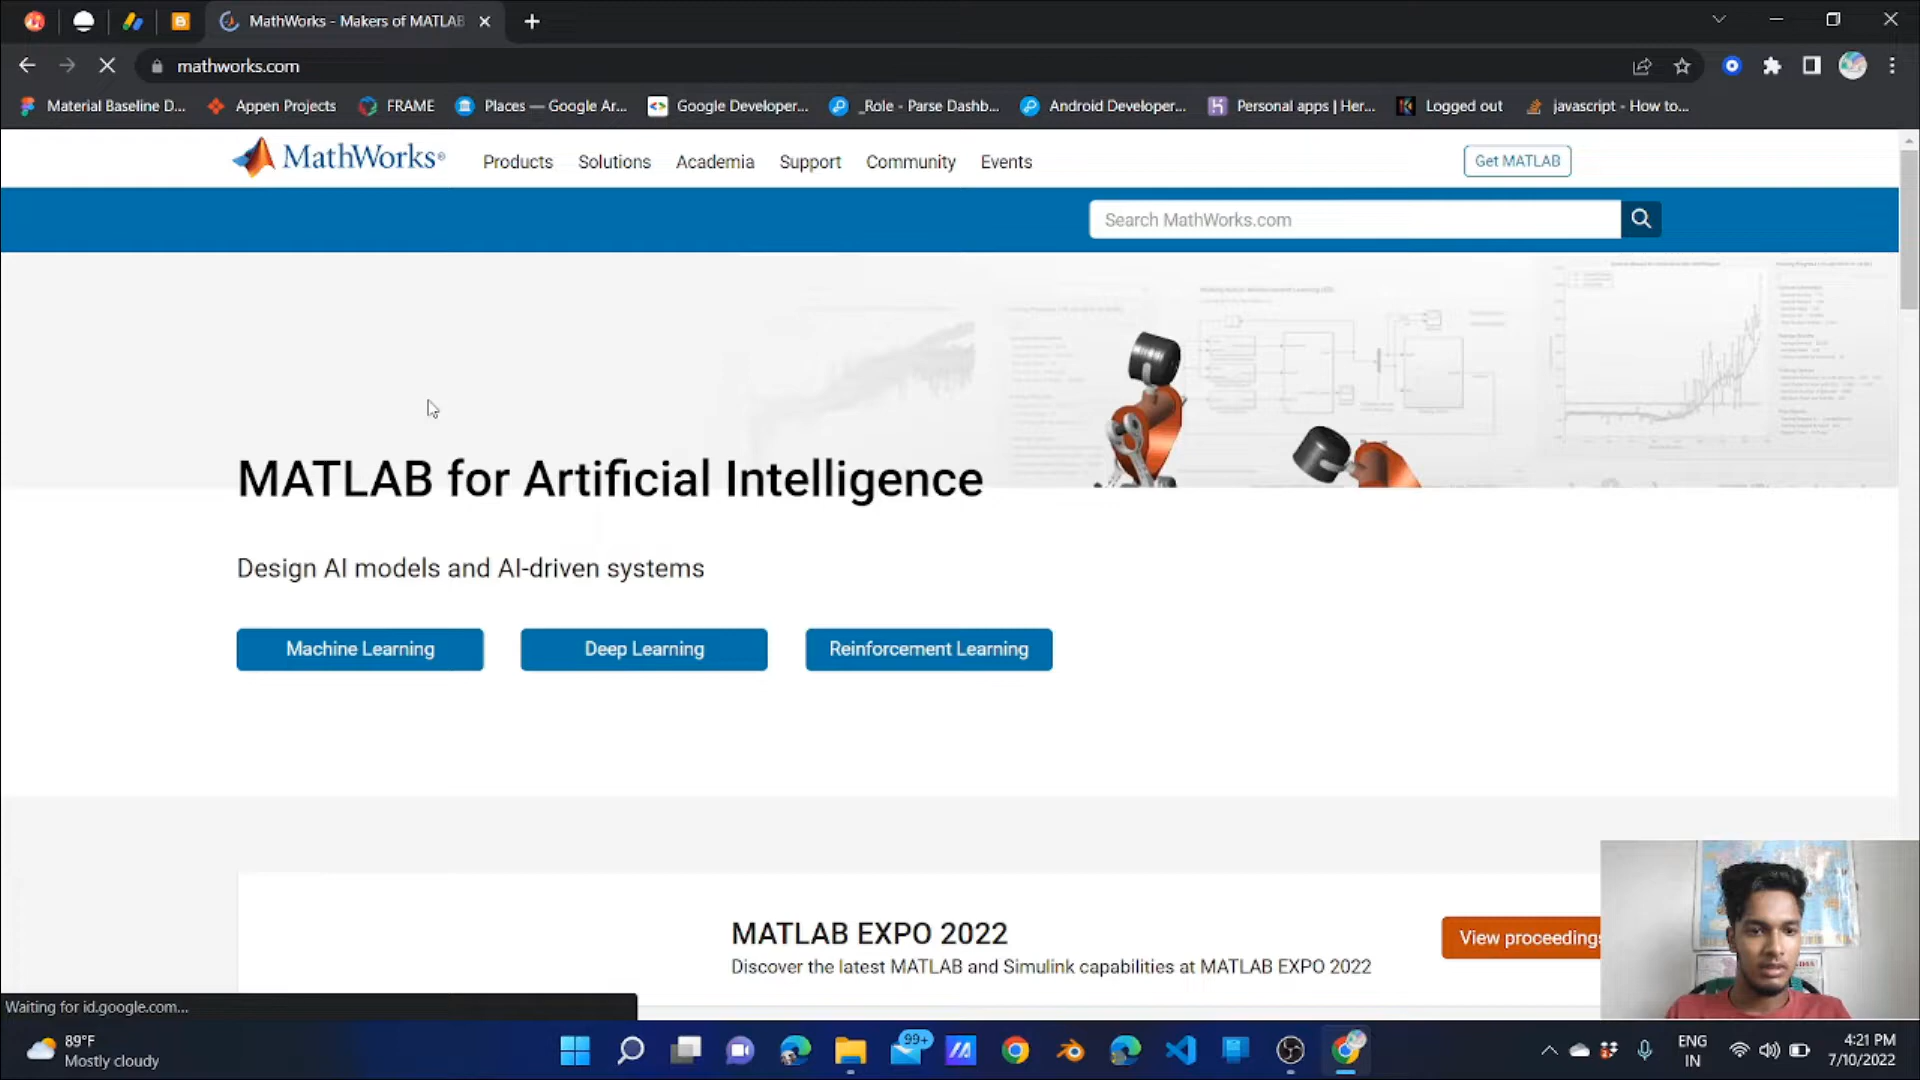 MathWorks - Makers of MATLAB
mathworks.com
Material Baseline D...
Appen Projects
FRAME
Places — Google Ar...
Google Developer...
_Role - Parse Dashb...
Android Developer...
Personal apps | Her...
Logged out
javascript - How to...
MathWorks®
Products
Solutions
Academia
Support
Community
Events
Get MATLAB
Search MathWorks.com
MATLAB for Artificial Intelligence
Design AI models and AI-driven systems
Machine Learning
Deep Learning
Reinforcement Learning
MATLAB EXPO 2022
Discover the latest MATLAB and Simulink capabilities at MATLAB EXPO 2022
View proceedings
Waiting for id.google.com...
89°F
Mostly cloudy
99+
ENG
IN
4:21 PM
7/10/2022